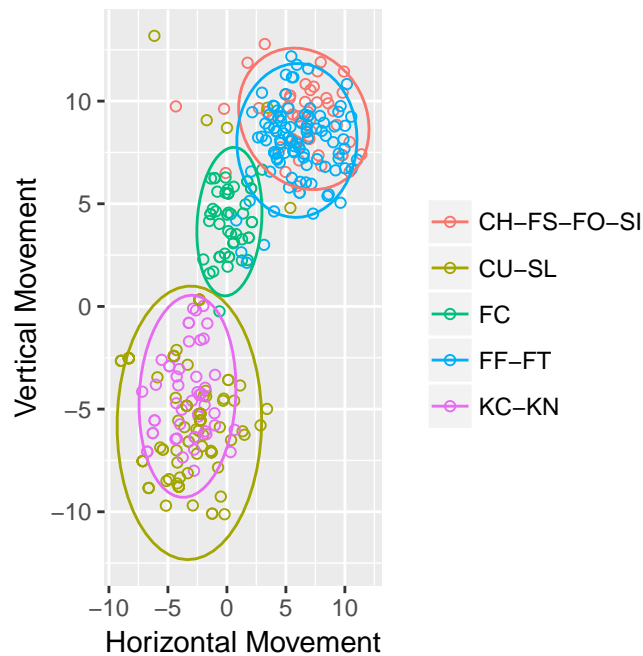 10
5
0
−5
−10
−10 −5 0 5 10
Horizontal Movement
Vertical Movement
CH−FS−FO−SI
CU−SL
FC
FF−FT
KC−KN